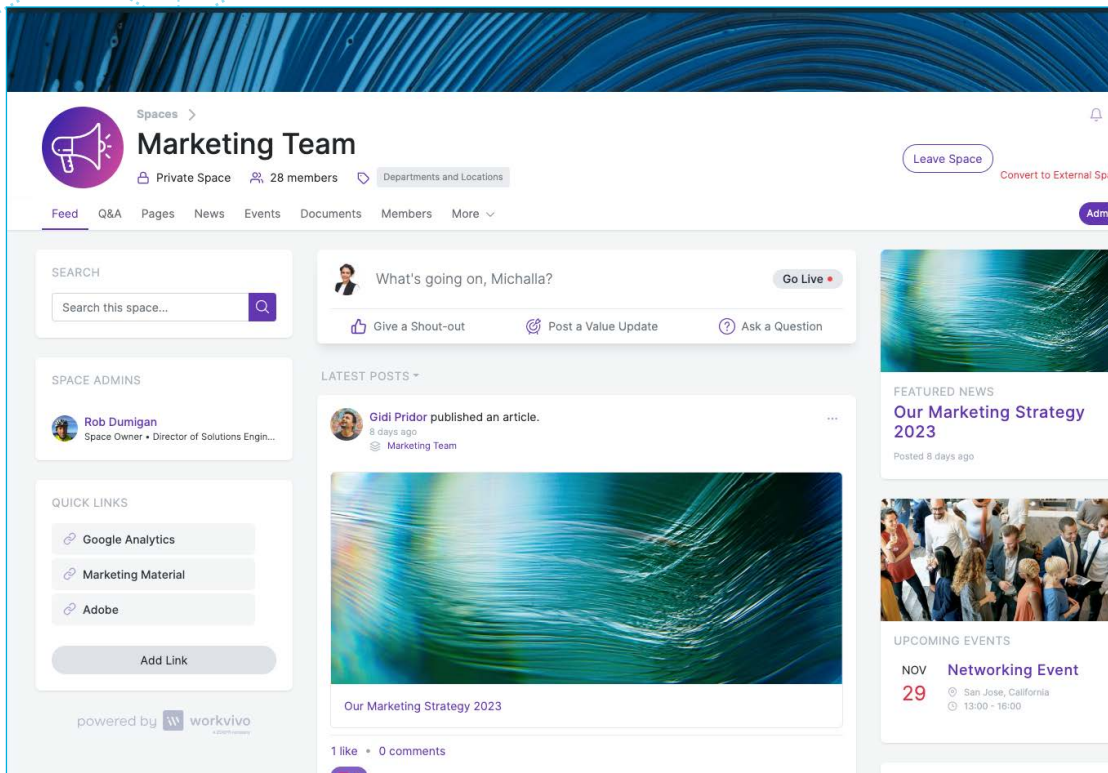 Spaces
Marketing Team
Private Space 28 members Departments and Locations
Leave Space
Convert to External
Feed Q&A Pages News Events Documents Members More
SEARCH
Search this space...
SPACE ADMINS
Rob Dumigan
Space Owner • Director of Solutions Engin...
QUICK LINKS
Google Analytics
Marketing Material
Adobe
Add Link
powered by workvivo
What's going on, Michalla?
Go Live
Give a Shout-out Post a Value Update Ask a Question
LATEST POSTS
Gidi Pridor published an article.
8 days ago
Marketing Team
Our Marketing Strategy 2023
1 like • 0 comments
FEATURED NEWS
Our Marketing Strategy
2023
Posted 8 days ago
UPCOMING EVENTS
NOV
29
Networking Event
San Jose, California
13:00 - 16:00